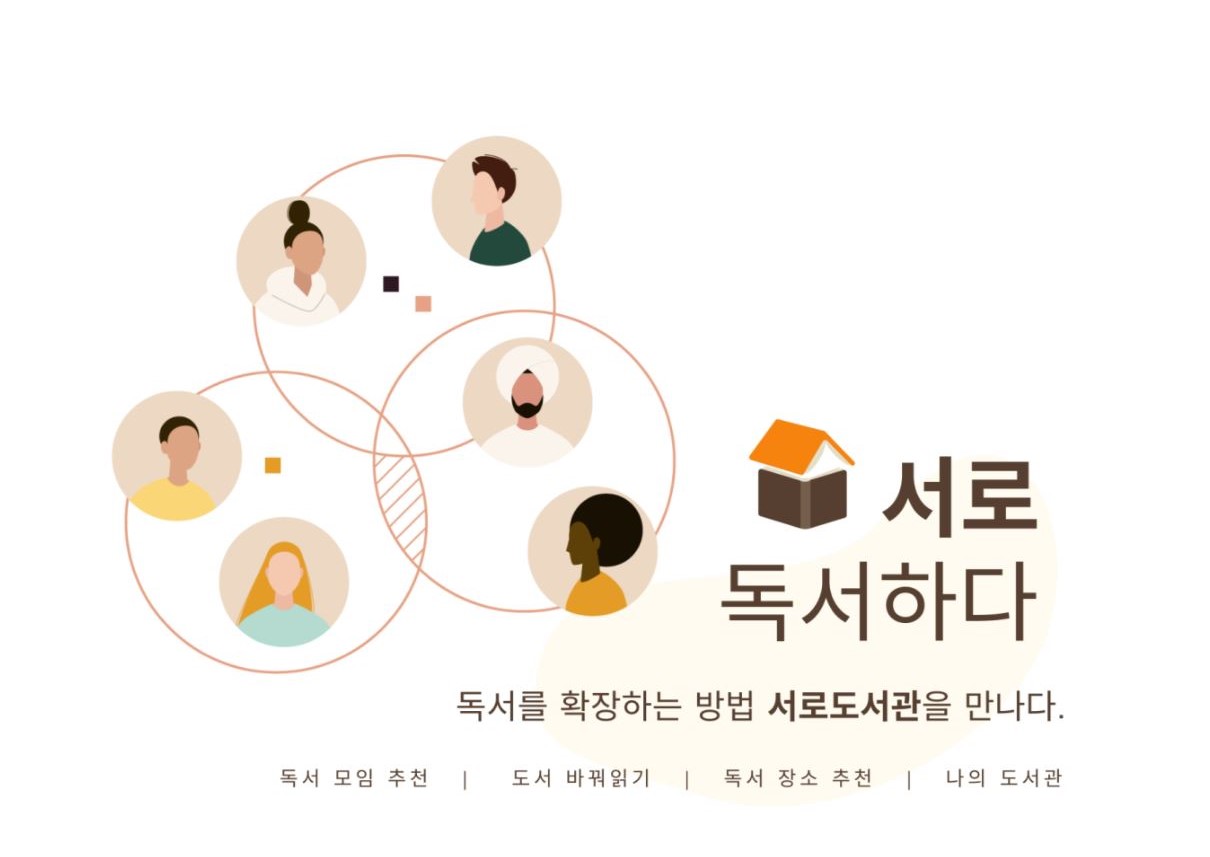 서로
독서하다
독서를 확장하는 방법 서로도서관을 만나다.
독서 모임 추천 | 도서 바꿔읽기 | 독서 장소 추천 | 나의 도서관